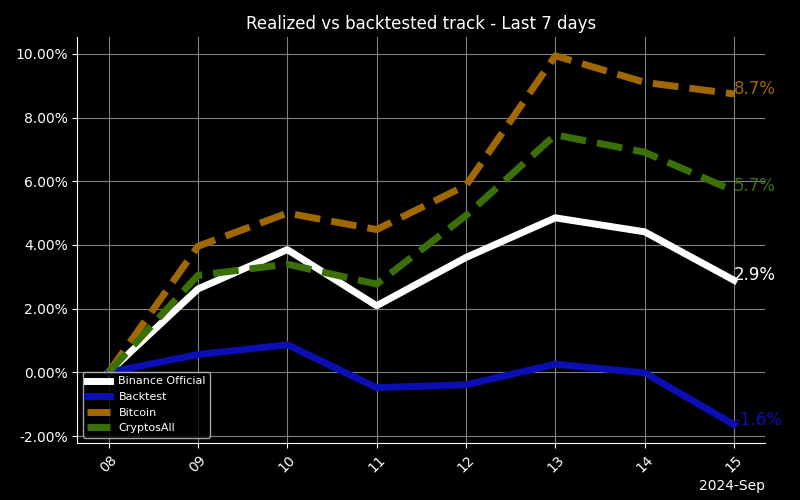 Realized vs backtested track - Last 7 days
10.00%
8.00%
6.00%
4.00%
2.00%
0.00%
-2.00%
8.7%
5.7%
2.9%
-1.6%
Binance Official
Backtest
Bitcoin
CryptosAll
08 09 10 11 12 13 14 15
2024-Sep